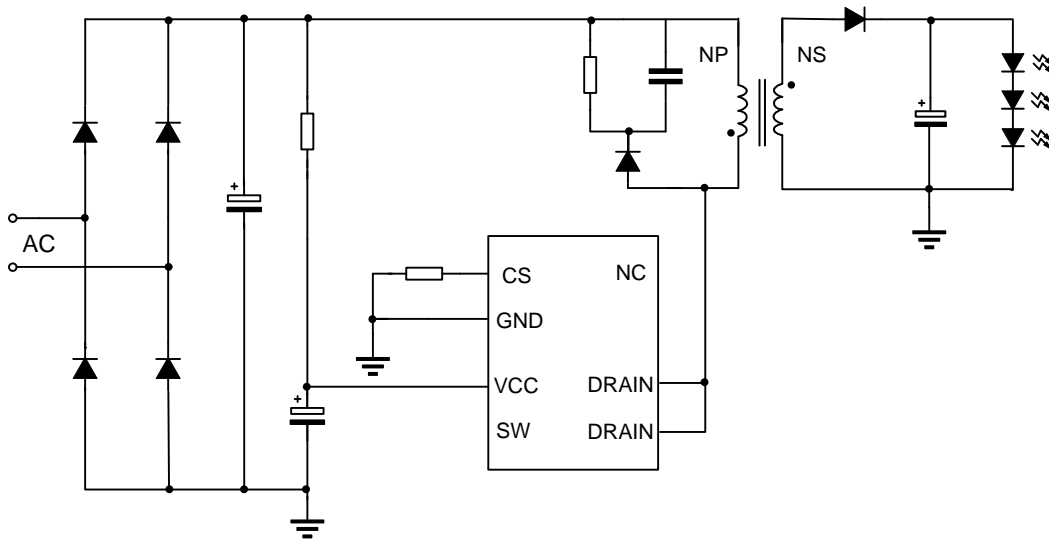 NP
NS
+
+
AC
CS
NC
GND
VCC
DRAIN
+
SW
DRAIN